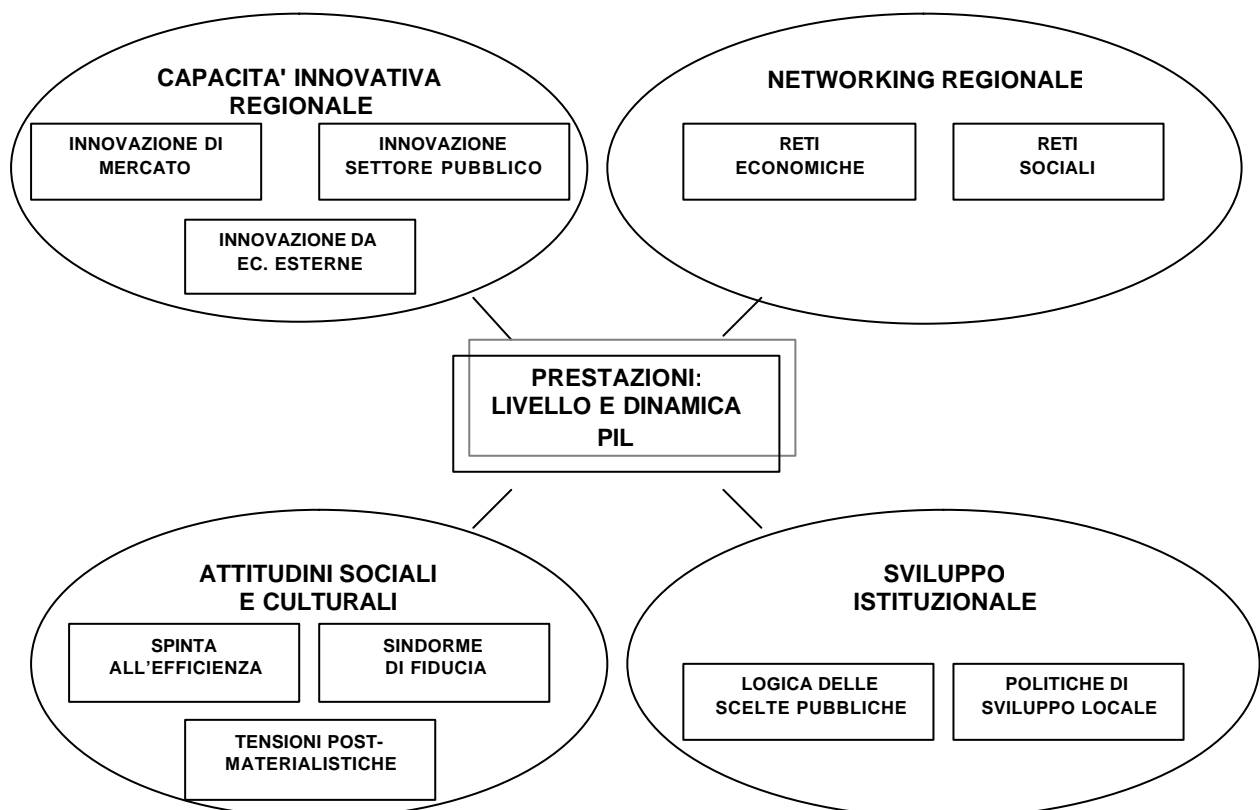 CAPACITA' INNOVATIVA
REGIONALE
INNOVAZIONE DI
MERCATO
INNOVAZIONE
SETTORE PUBBLICO
INNOVAZIONE DA
EC. ESTERNE
NETWORKING REGIONALE
RETI
ECONOMICHE
RETI
SOCIALI
PRESTAZIONI:
LIVELLO E DINAMICA
PIL
ATTITUDINI SOCIALI
E CULTURALI
SPINTA
ALL’EFFICIENZA
SINDORME
DI FIDUCIA
TENSIONI POST-
MATERIALISTICHE
SVILUPPO
ISTITUZIONALE
LOGICA DELLE
SCELTE PUBBLICHE
POLITICHE DI
SVILUPPO LOCALE